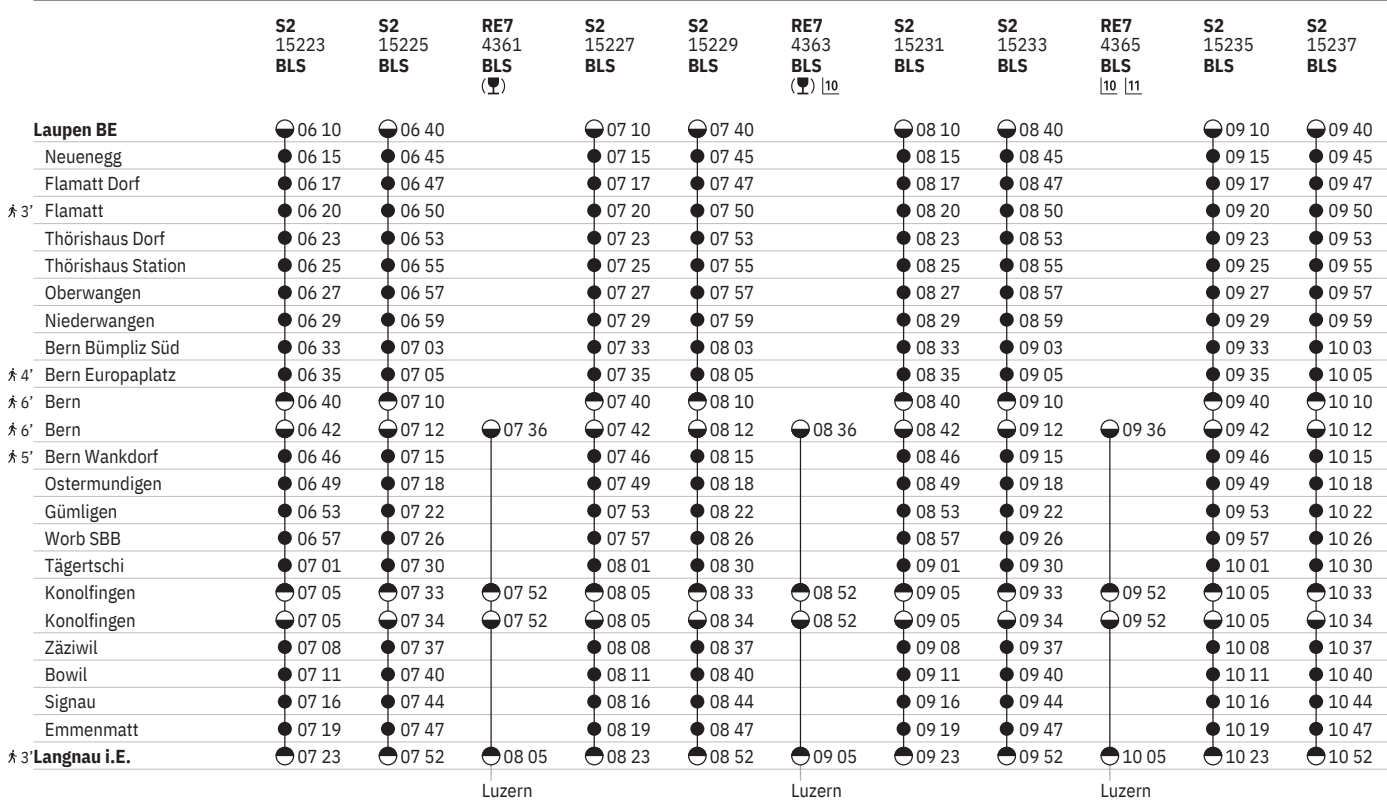 S2 S2 RE7 S2 S2 RE7 S2 S2 RE7 S2 S2
15223 15225 4361 15227 15229 4363 15231 15233 4365 15235 15237
BLS BLS BLS BLS BLS BLS BLS BLS BLS BLS BLS
10 10 11
Laupen BE 06 10 06 40 07 10 07 40 08 10 08 40 09 10 09 40
Neuenegg 06 15 06 45 07 15 07 45 08 15 08 45 09 15 09 45
Flamatt Dorf 06 17 06 47 07 17 07 47 08 17 08 47 09 17 09 47
3’ Flamatt 06 20 06 50 07 20 07 50 08 20 08 50 09 20 09 50
Thörishaus Dorf 06 23 06 53 07 23 07 53 08 23 08 53 09 23 09 53
Thörishaus Station 06 25 06 55 07 25 07 55 08 25 08 55 09 25 09 55
Oberwangen 06 27 06 57 07 27 07 57 08 27 08 57 09 27 09 57
Niederwangen 06 29 06 59 07 29 07 59 08 29 08 59 09 29 09 59
Bern Bümpliz Süd 06 33 07 03 07 33 08 03 08 33 09 03 09 33 10 03
4’ Bern Europaplatz 06 35 07 05 07 35 08 05 08 35 09 05 09 35 10 05
6’ Bern 06 40 07 10 07 40 08 10 08 40 09 10 09 40 10 10
6’ Bern 06 42 07 12 07 36 07 42 08 12 08 36 08 42 09 12 09 36 09 42 10 12
5’ Bern Wankdorf 06 46 07 15 07 46 08 15 08 46 09 15 09 46 10 15
Ostermundigen 06 49 07 18 07 49 08 18 08 49 09 18 09 49 10 18
Gümligen 06 53 07 22 07 53 08 22 08 53 09 22 09 53 10 22
Worb SBB 06 57 07 26 07 57 08 26 08 57 09 26 09 57 10 26
Tägertschi 07 01 07 30 08 01 08 30 09 01 09 30 10 01 10 30
Konolfingen 07 05 07 33 07 52 08 05 08 33 08 52 09 05 09 33 09 52 10 05 10 33
Konolfingen 07 05 07 34 07 52 08 05 08 34 08 52 09 05 09 34 09 52 10 05 10 34
Zäziwil 07 08 07 37 08 08 08 37 09 08 09 37 10 08 10 37
Bowil 07 11 07 40 08 11 08 40 09 11 09 40 10 11 10 40
Signau 07 16 07 44 08 16 08 44 09 16 09 44 10 16 10 44
Emmenmatt 07 19 07 47 08 19 08 47 09 19 09 47 10 19 10 47
3’ Langnau i.E. 07 23 07 52 08 05 08 23 08 52 09 05 09 23 09 52 10 05 10 23 10 52
Luzern Luzern Luzern